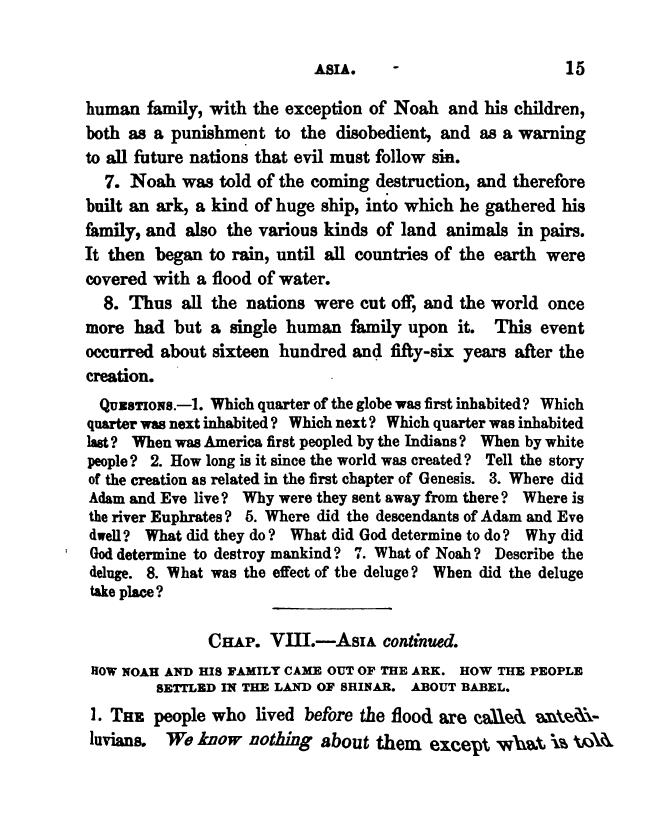 ASIA. - 15
human family, with the exception of Noah and his children,
both as a punishment to the disobedient, and as a warning
to all future nations that evil must follow sin.
7. Noah was told of the coming destruction, and therefore
built an ark, a kind of huge ship, into which he gathered his
family, and also the various kinds of land animals in pairs.
It then began to rain, until all countries of the earth were
covered with a flood of water.
8. Thus all the nations were cut off, and the world once
more had but a single human family upon it. This event
occurred about sixteen hundred and fifty-six years after the
creation.
QUESTIONS.—1. Which quarter of the globe was first inhabited? Which
quarter was next inhabited? Which next? Which quarter was inhabited
last? When was America first peopled by the Indians? When by white
people? 2. How long is it since the world was created? Tell the story
of the creation as related in the first chapter of Genesis. 3. Where did
Adam and Eve live? Why were they sent away from there? Where is
the river Euphrates? 5. Where did the descendants of Adam and Eve
dwell? What did they do? What did God determine to do? Why did
God determine to destroy mankind? 7. What of Noah? Describe the
deluge. 8. What was the effect of the deluge? When did the deluge
take place?
CHAP. VIII.—ASIA continued.
HOW NOAH AND HIS FAMILY CAME OUT OF THE ARK. HOW THE PEOPLE
SETTLED IN THE LAND OF SHINAR. ABOUT BABEL.
1. THE people who lived before the flood are called antedi-
luvians. We know nothing about them except what is told